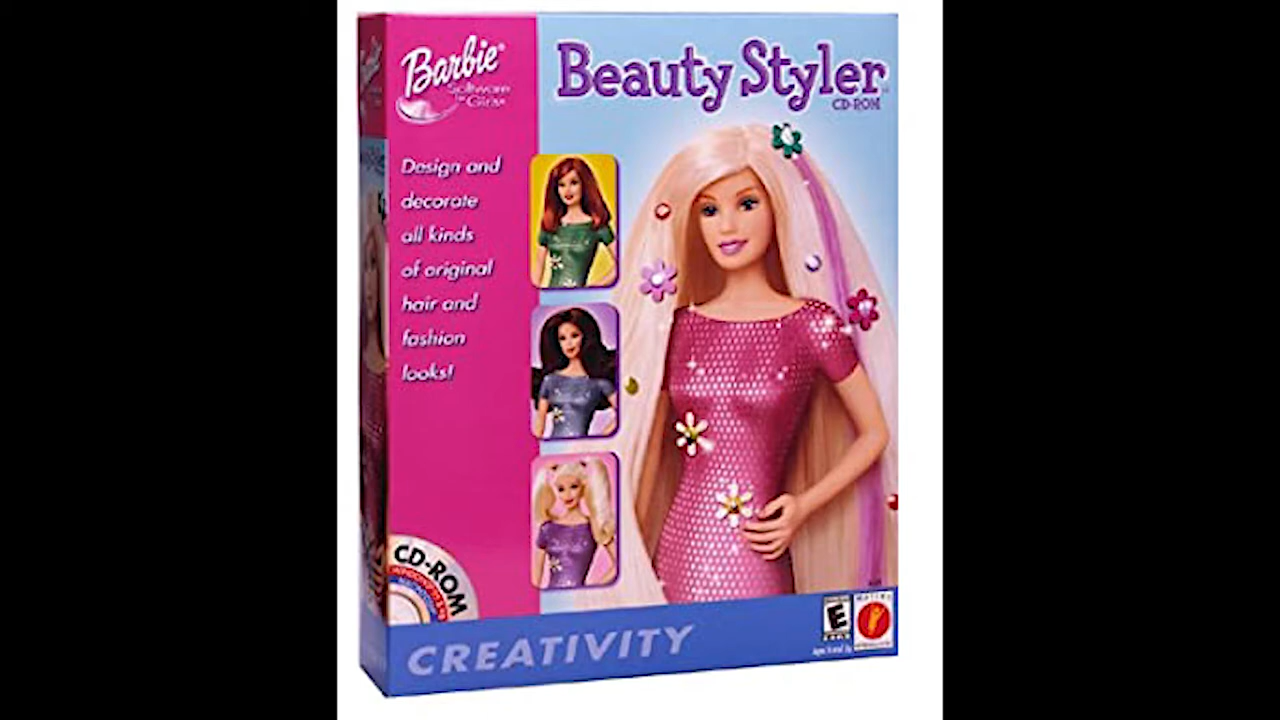 Barbie®
Software
for Girls
Beauty Styler™
CD-ROM
Design and
decorate
all kinds
of original
hair and
fashion
looks!
CD-ROM
CREATIVITY
E